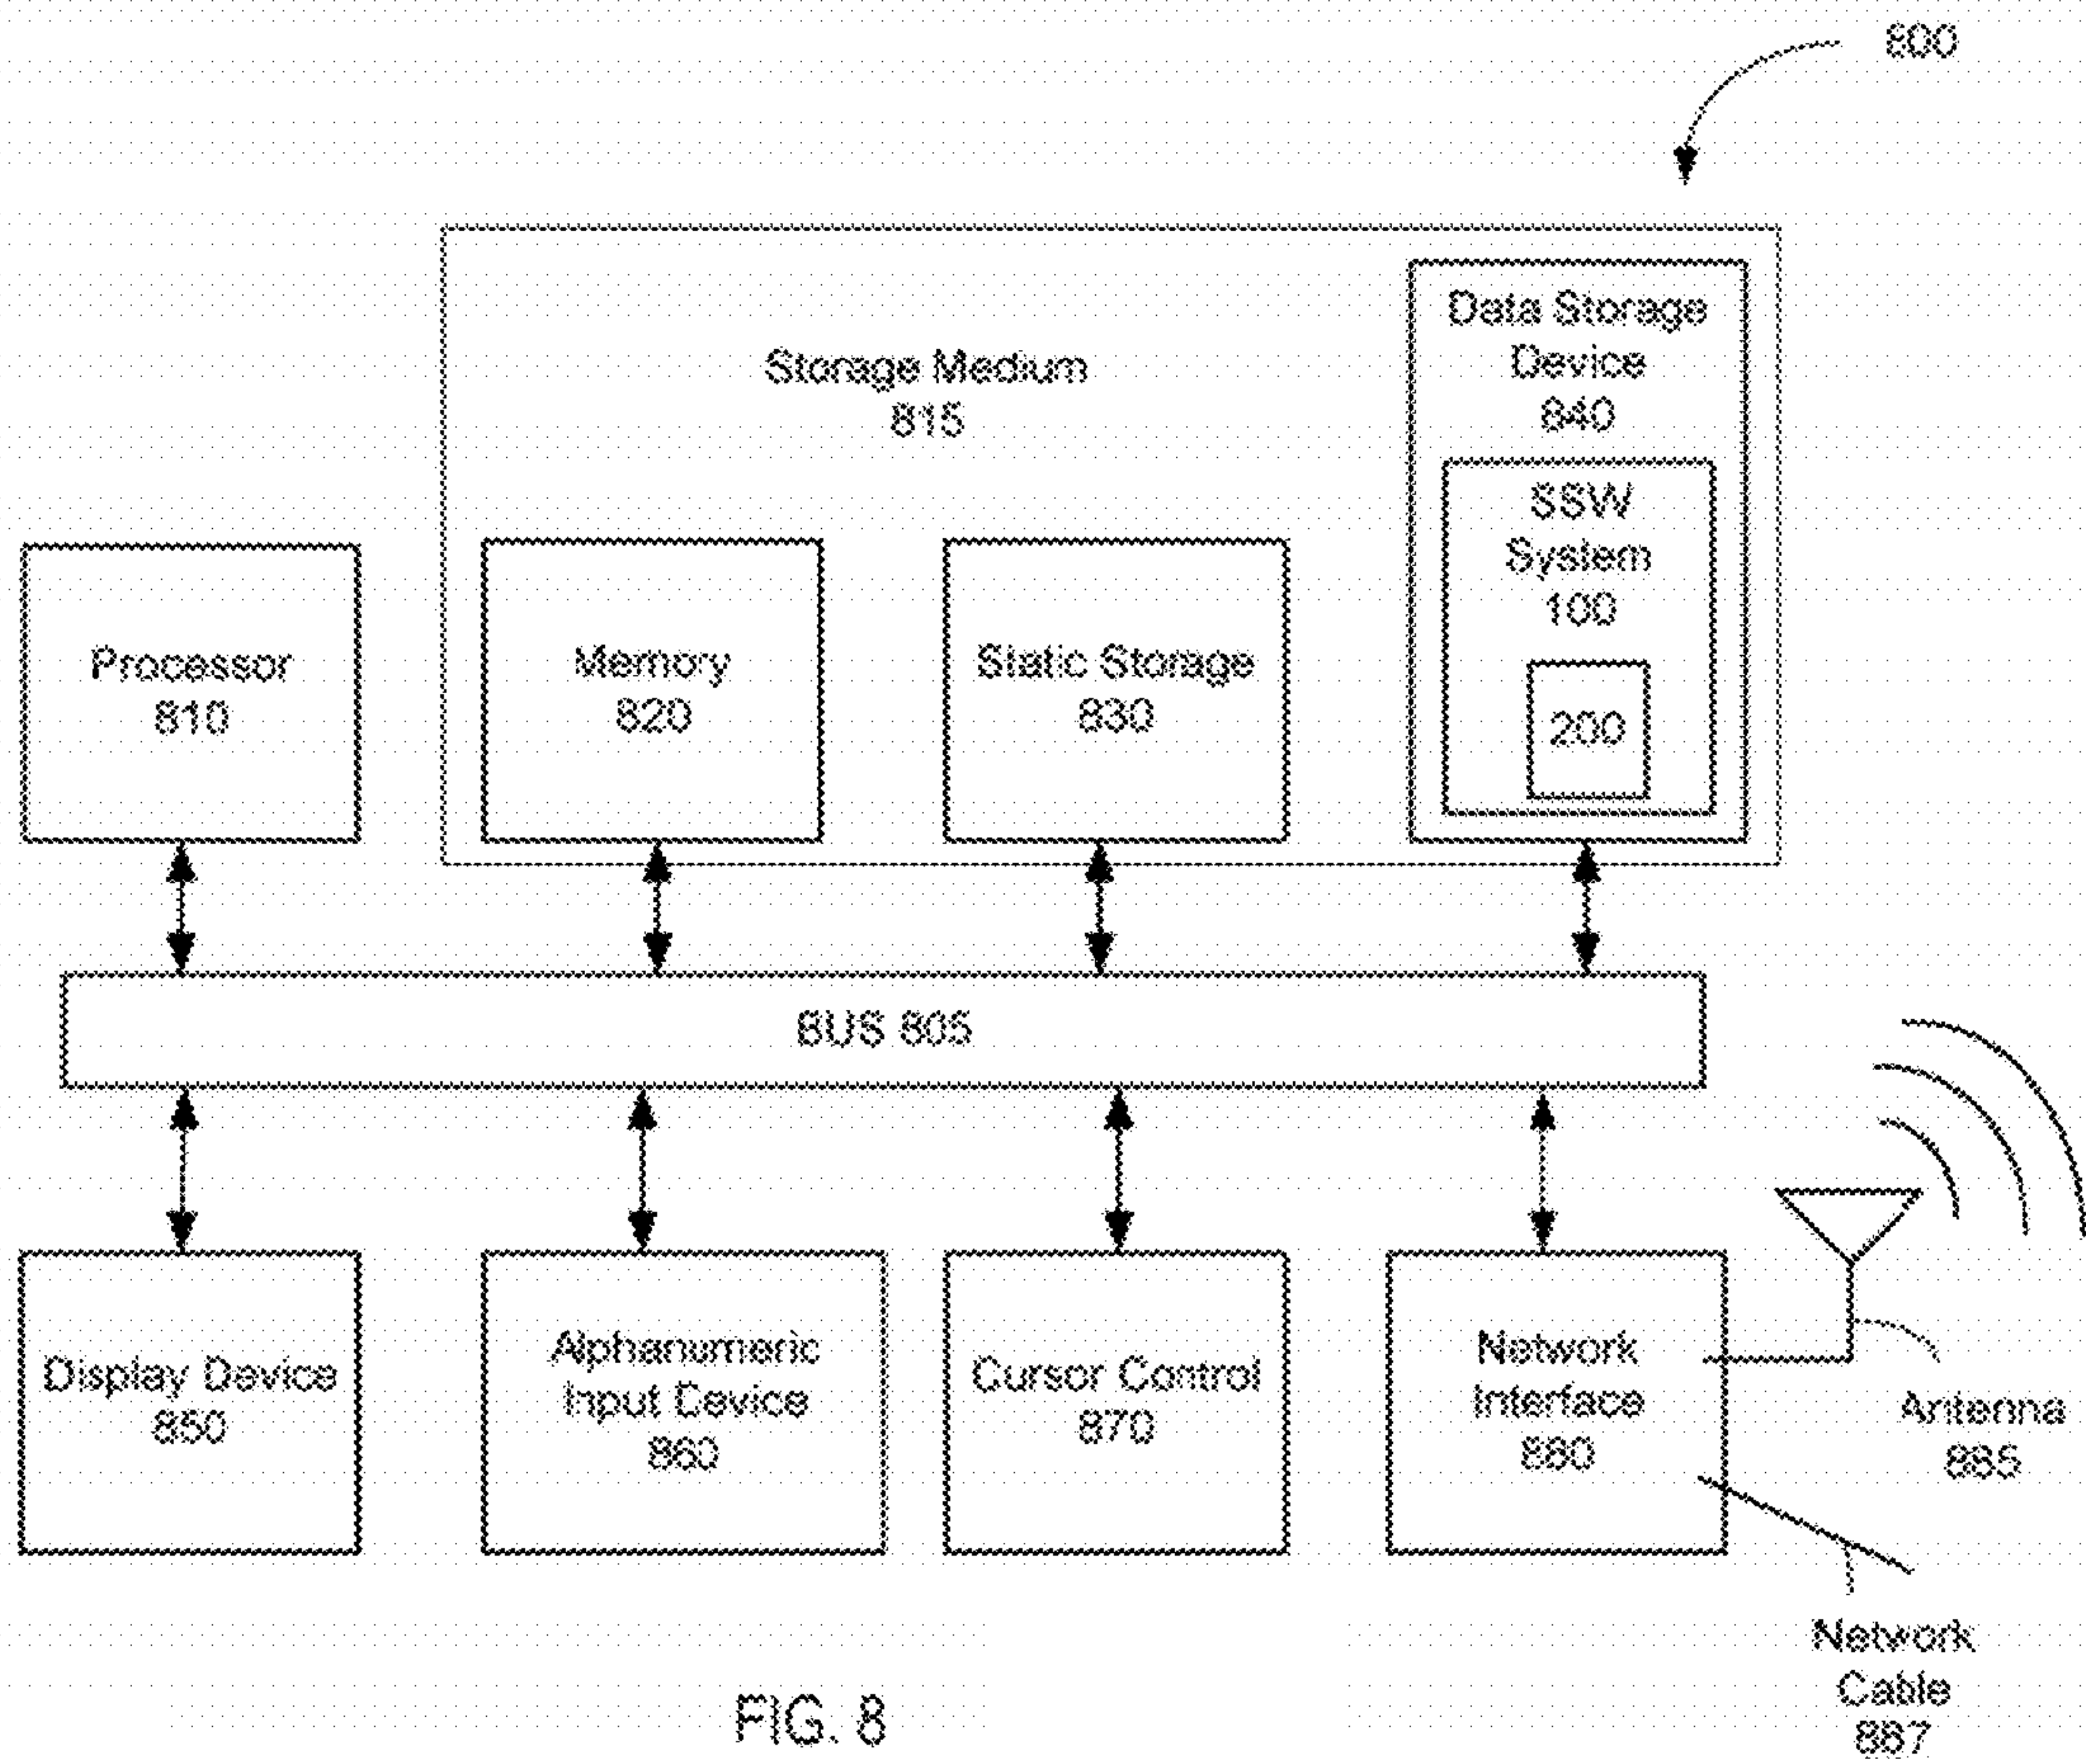 800
Storage Medium
815
Data Storage
Device
840
SSW
System
100
200
Processor
810
Memory
820
Static Storage
830
BUS 805
Display Device
850
Alphanumeric
Input Device
860
Cursor Control
870
Network
Interface
880
Antenna
885
Network
Cable
887
FIG. 8